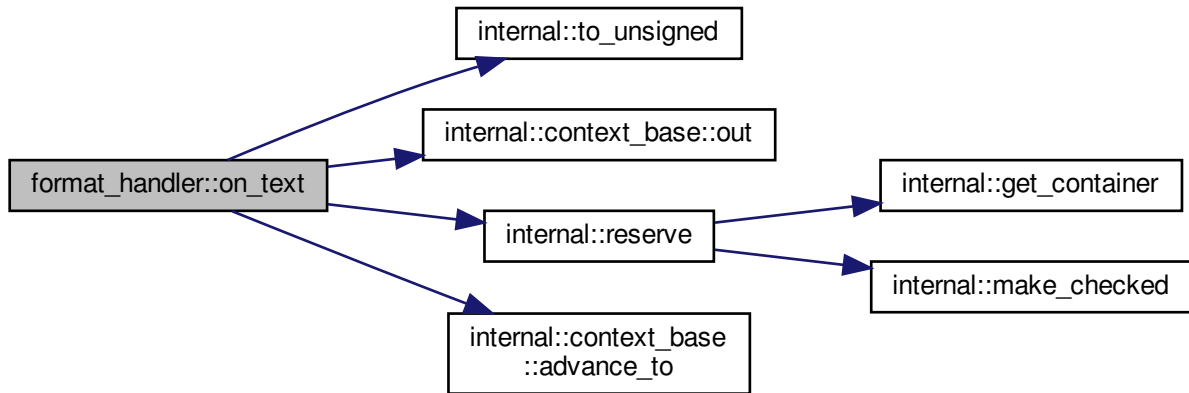 internal::to_unsigned
internal::context_base::out
format_handler::on_text
internal::get_container
internal::reserve
internal::make_checked
internal::context_base
::advance_to